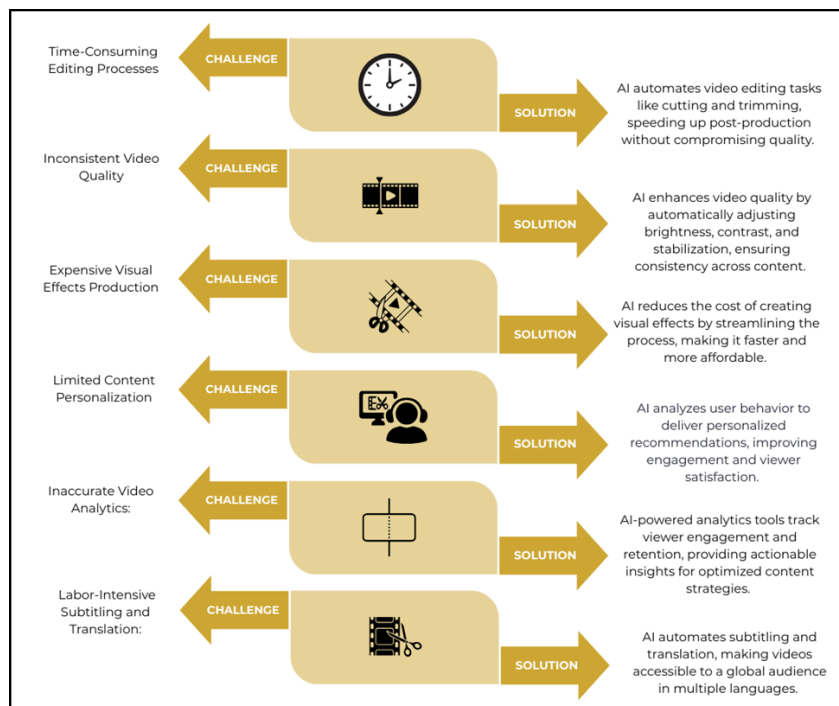 Time-Consuming
Editing Processes
CHALLENGE
SOLUTION
AI automates video editing tasks
like cutting and trimming,
speeding up post-production
without compromising quality.
Inconsistent Video
Quality
CHALLENGE
SOLUTION
AI enhances video quality by
automatically adjusting
brightness, contrast, and
stabilization, ensuring
consistency across content.
Expensive Visual
Effects Production
CHALLENGE
SOLUTION
AI reduces the cost of creating
visual effects by streamlining the
process, making it faster and
more affordable.
Limited Content
Personalization
CHALLENGE
SOLUTION
AI analyzes user behavior to
deliver personalized
recommendations, improving
engagement and viewer
satisfaction.
Inaccurate Video
Analytics:
CHALLENGE
SOLUTION
AI-powered analytics tools track
viewer engagement and
retention, providing actionable
insights for optimized content
strategies.
Labor-Intensive
Subtitling and
Translation:
CHALLENGE
SOLUTION
AI automates subtitling and
translation, making videos
accessible to a global audience
in multiple languages.